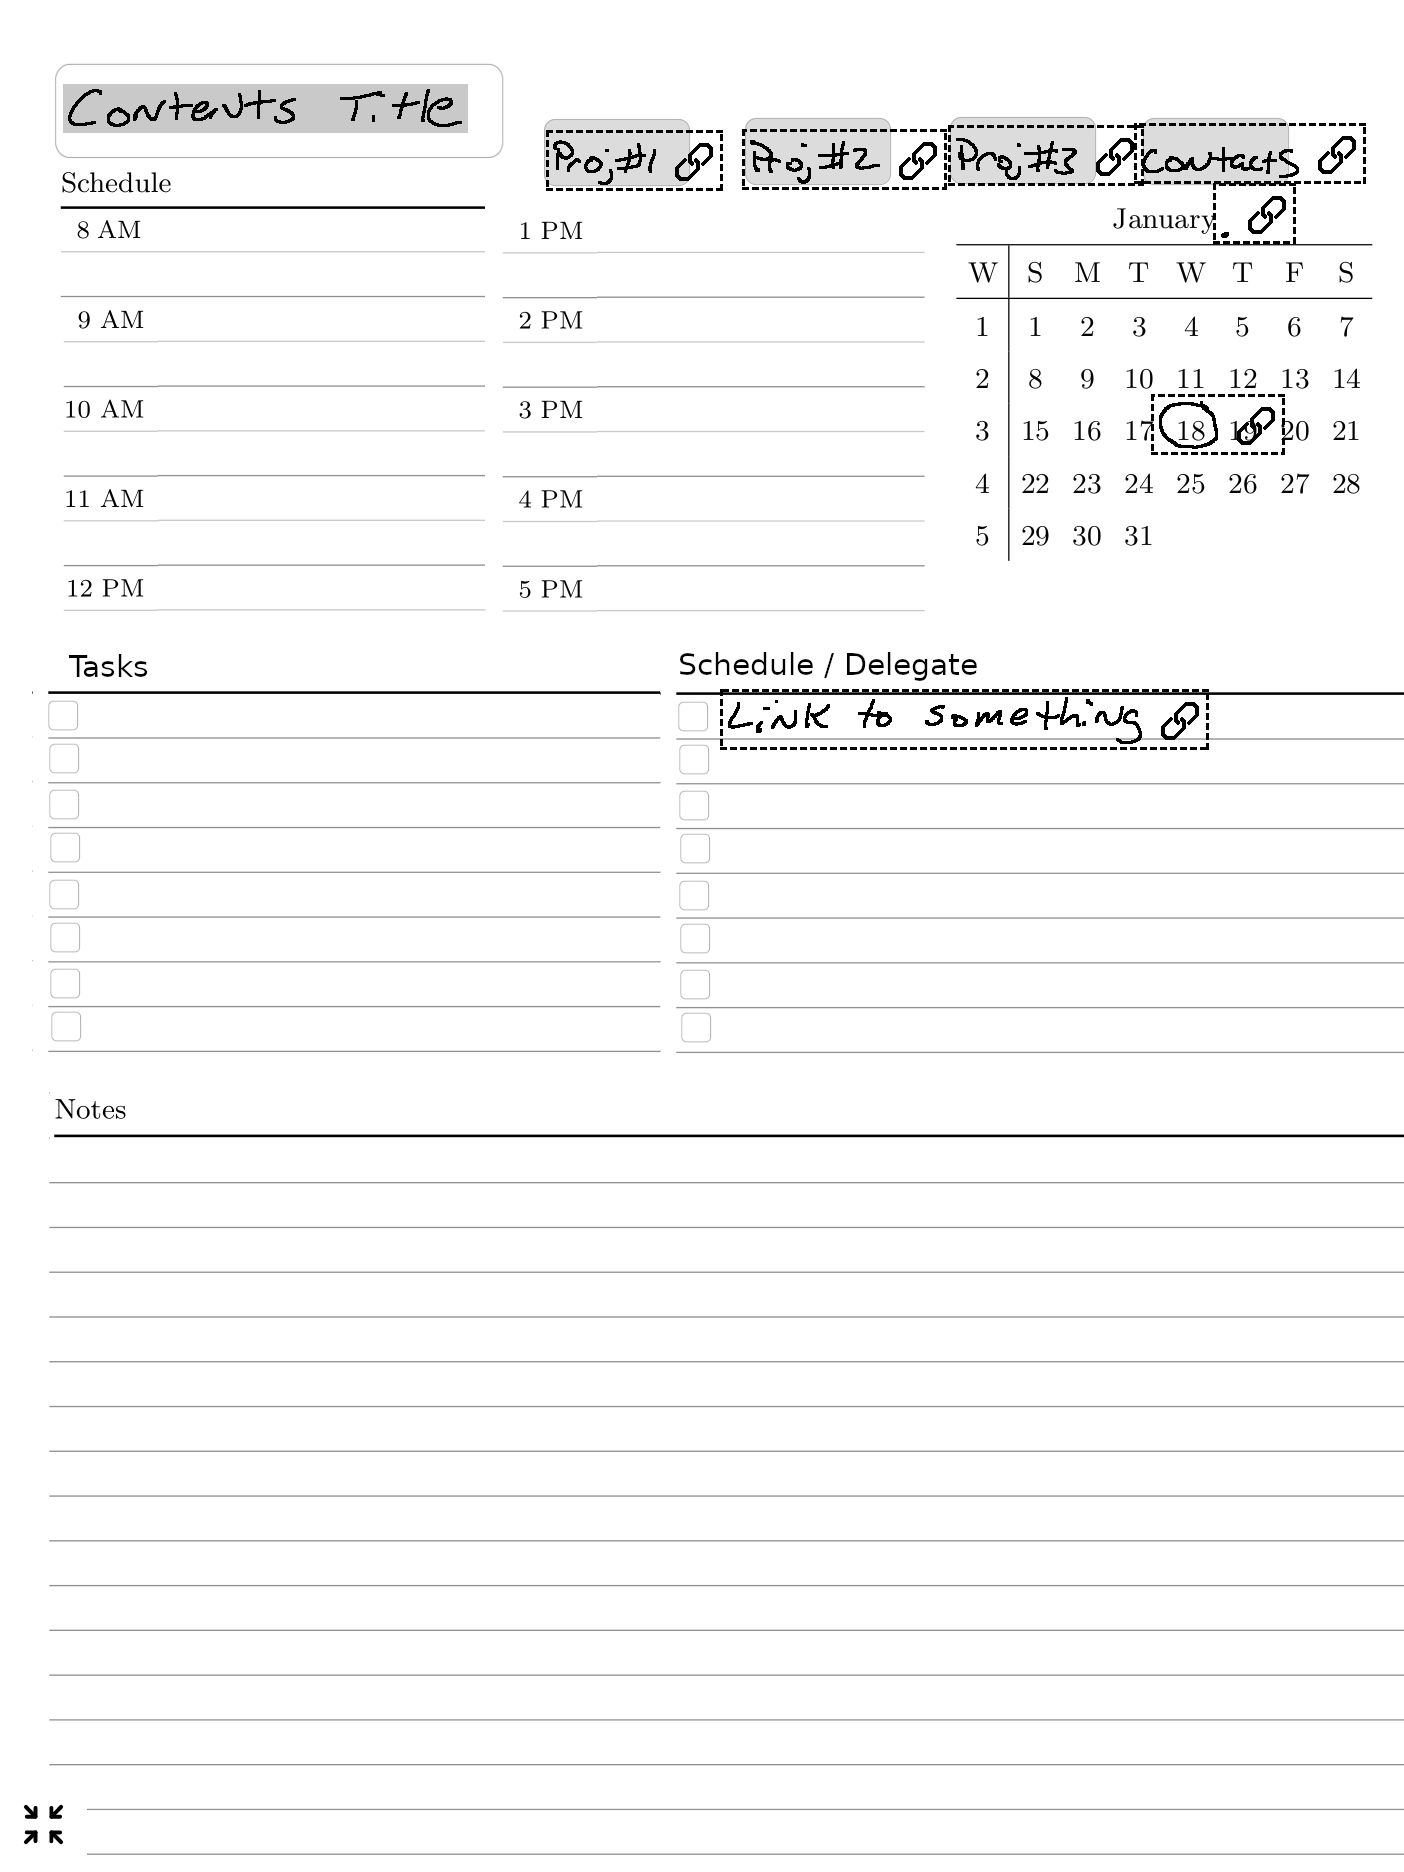 Contents Title
Proj#1 Proj#2 Proj#3 Contacts
Schedule
8 AM
9 AM
10 AM
11 AM
12 PM
1 PM
2 PM
3 PM
4 PM
5 PM
January.
W S M T W T F S
1 1 2 3 4 5 6 7
2 8 9 10 11 12 13 14
3 15 16 17 18 19 20 21
4 22 23 24 25 26 27 28
5 29 30 31
Tasks
Schedule / Delegate
Link to something
Notes